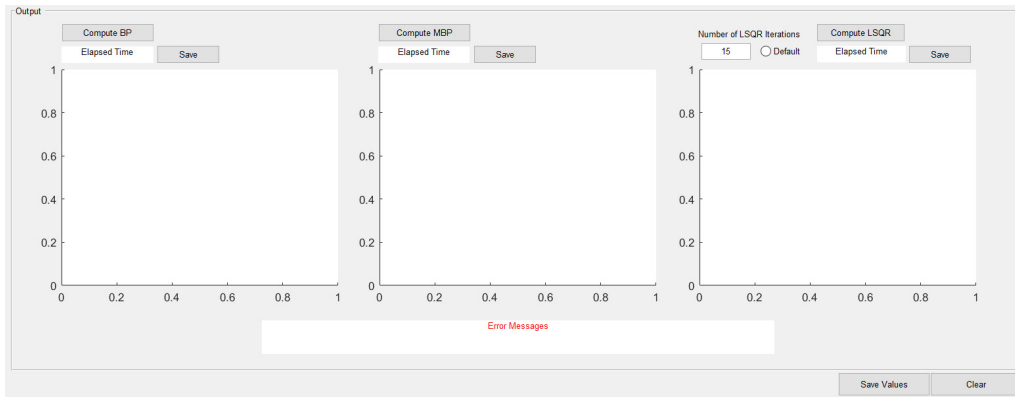 Output
Compute BP
Compute MBP
Number of LSQR Iterations
Compute LSQR
Elapsed Time
Save
Elapsed Time
Save
15
Default
Elapsed Time
Save
1
0.8
0.6
0.4
0.2
0
0 0.2 0.4 0.6 0.8 1
1
0.8
0.6
0.4
0.2
0
0 0.2 0.4 0.6 0.8 1
1
0.8
0.6
0.4
0.2
0
0 0.2 0.4 0.6 0.8 1
Error Messages
Save Values
Clear